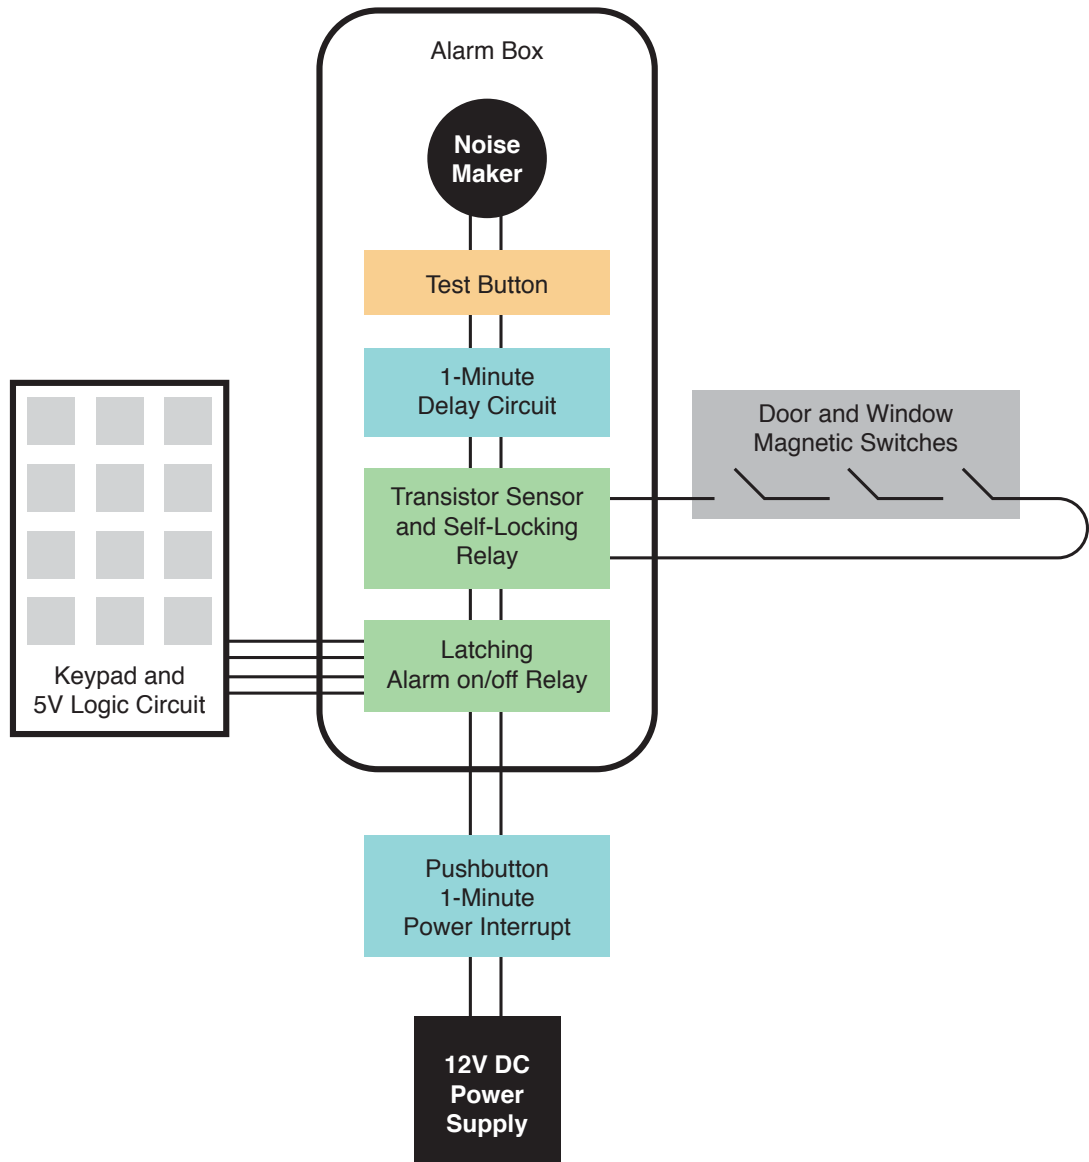 Alarm Box
Noise
Maker
Test Button
1-Minute
Delay Circuit
Door and Window
Magnetic Switches
Transistor Sensor
and Self-Locking
Relay
Latching
Alarm on/off Relay
Keypad and
5V Logic Circuit
Pushbutton
1-Minute
Power Interrupt
12V DC
Power
Supply